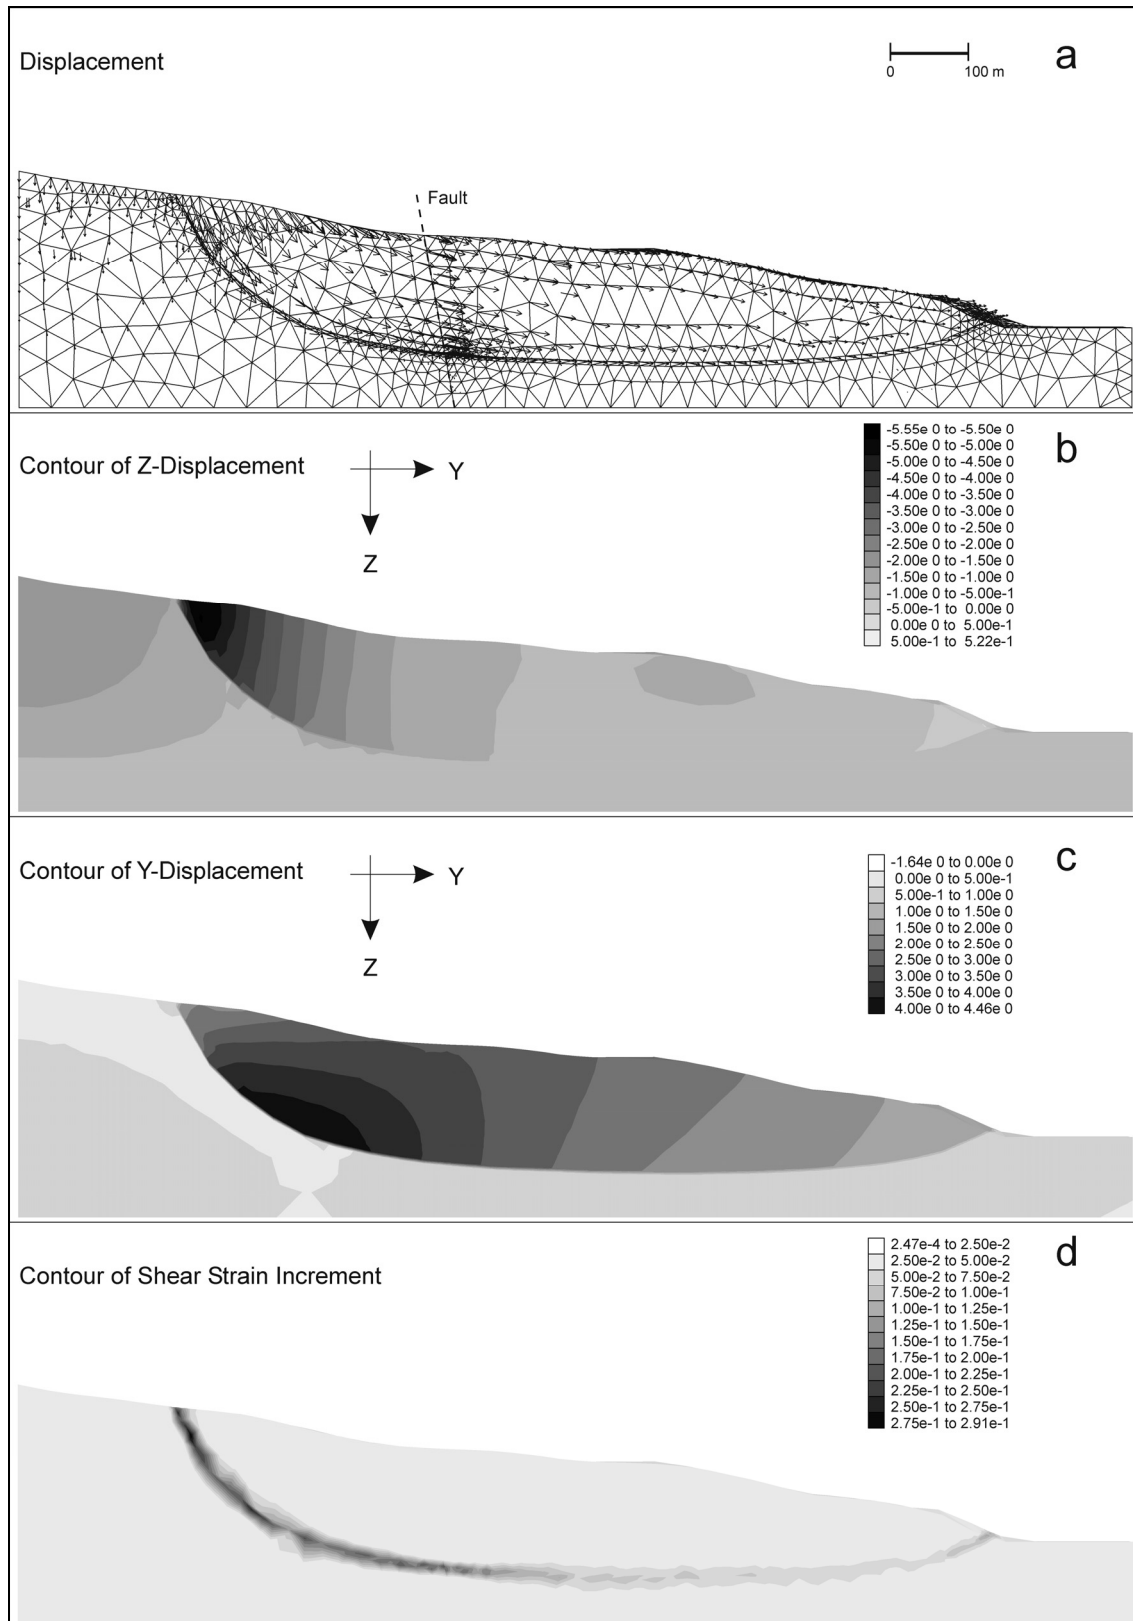 Displacement
0 100 m
a
Fault
Contour of Z-Displacement
Y
Z
b
-5.55e 0 to -5.50e 0
-5.50e 0 to -5.00e 0
-5.00e 0 to -4.50e 0
-4.50e 0 to -4.00e 0
-4.00e 0 to -3.50e 0
-3.50e 0 to -3.00e 0
-3.00e 0 to -2.50e 0
-2.50e 0 to -2.00e 0
-2.00e 0 to -1.50e 0
-1.50e 0 to -1.00e 0
-1.00e 0 to -5.00e-1
-5.00e-1 to 0.00e 0
0.00e 0 to 5.00e-1
5.00e-1 to 5.22e-1
Contour of Y-Displacement
Y
Z
c
-1.64e 0 to 0.00e 0
0.00e 0 to 5.00e-1
5.00e-1 to 1.00e 0
1.00e 0 to 1.50e 0
1.50e 0 to 2.00e 0
2.00e 0 to 2.50e 0
2.50e 0 to 3.00e 0
3.00e 0 to 3.50e 0
3.50e 0 to 4.00e 0
4.00e 0 to 4.46e 0
Contour of Shear Strain Increment
d
2.47e-4 to 2.50e-2
2.50e-2 to 5.00e-2
5.00e-2 to 7.50e-2
7.50e-2 to 1.00e-1
1.00e-1 to 1.25e-1
1.25e-1 to 1.50e-1
1.50e-1 to 1.75e-1
1.75e-1 to 2.00e-1
2.00e-1 to 2.25e-1
2.25e-1 to 2.50e-1
2.50e-1 to 2.75e-1
2.75e-1 to 2.91e-1